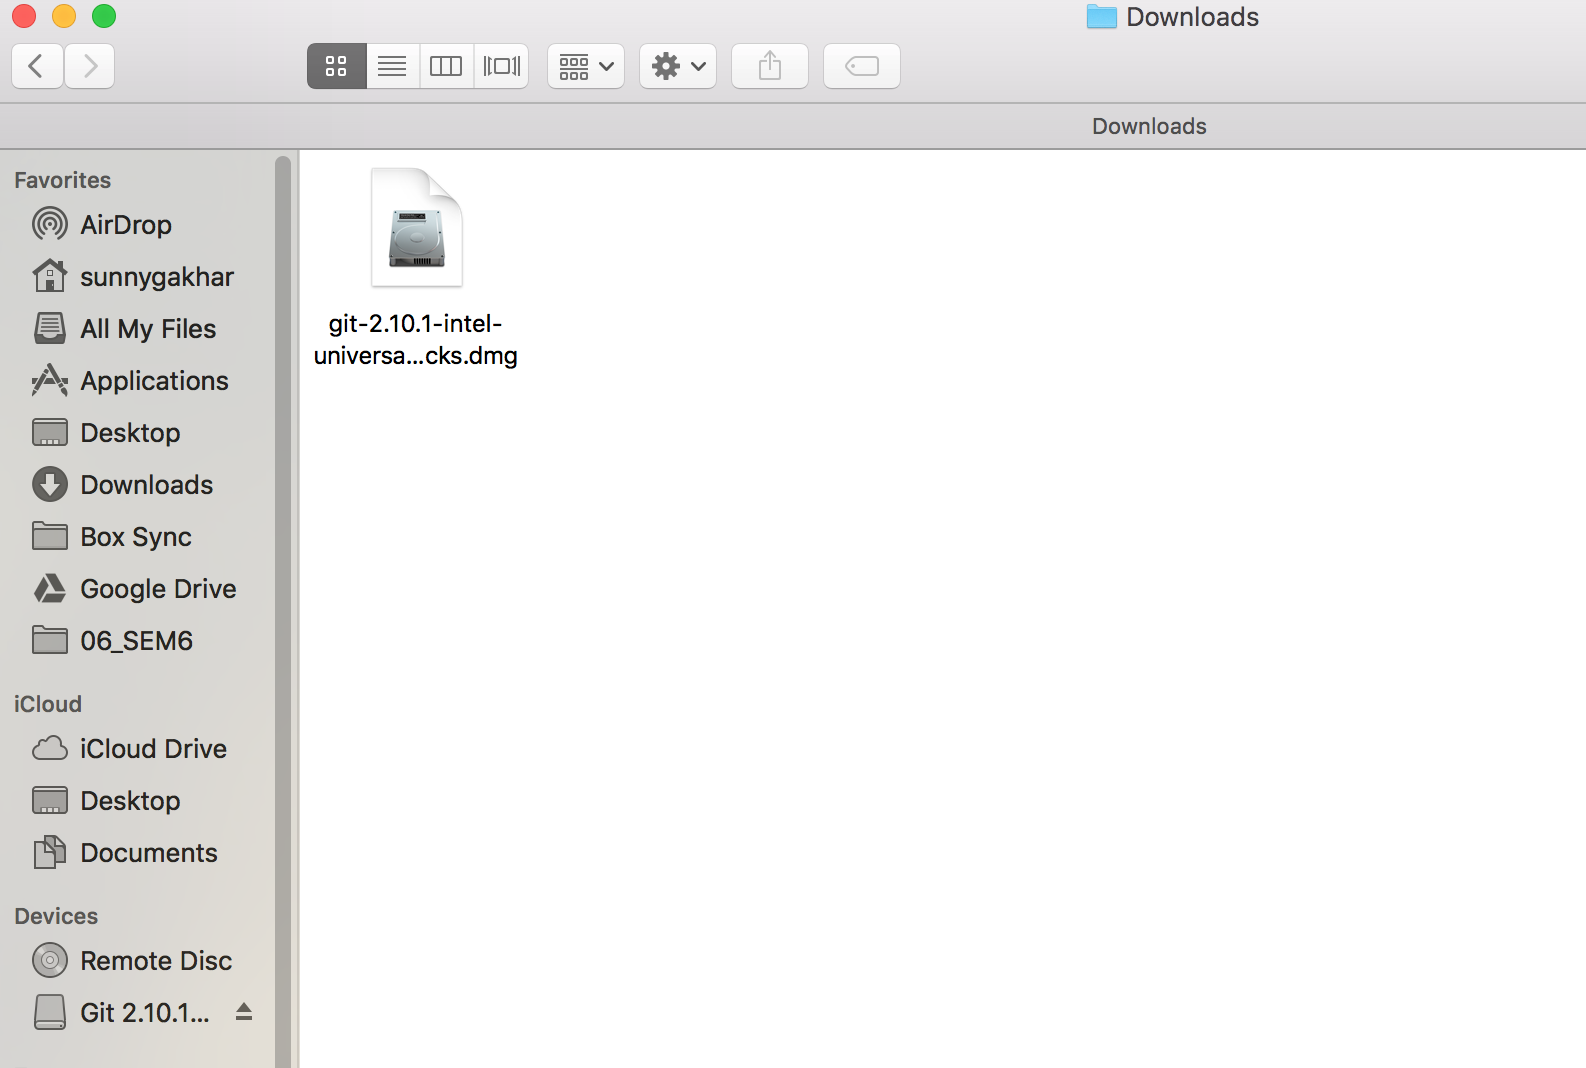 Downloads
Downloads
Favorites
AirDrop
sunnygakhar
All My Files
Applications
Desktop
Downloads
Box Sync
Google Drive
06_SEM6
iCloud
iCloud Drive
Desktop
Documents
Devices
Remote Disc
Git 2.10.1...
git-2.10.1-intel-
universa...cks.dmg